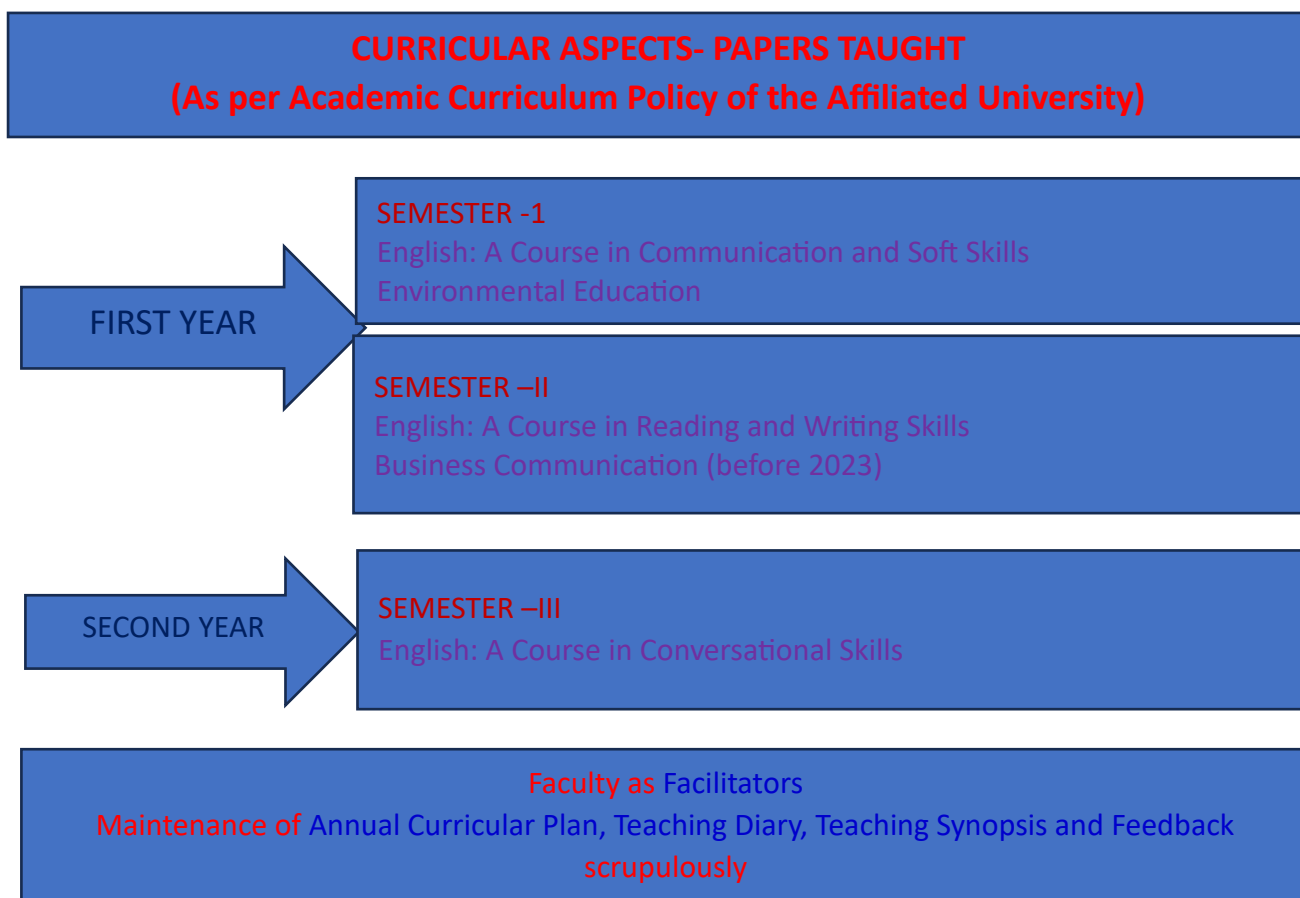 CURRICULAR ASPECTS- PAPERS TAUGHT
(As per Academic Curriculum Policy of the Affiliated University)
FIRST YEAR
SEMESTER -1
English: A Course in Communication and Soft Skills
Environmental Education
SEMESTER –II
English: A Course in Reading and Writing Skills
Business Communication (before 2023)
SECOND YEAR
SEMESTER –III
English: A Course in Conversational Skills
Faculty as Facilitators
Maintenance of Annual Curricular Plan, Teaching Diary, Teaching Synopsis and Feedback
scrupulously